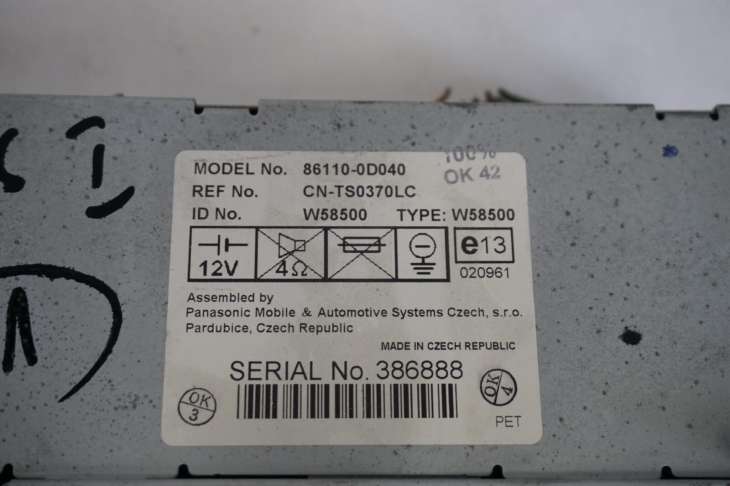 MODEL No. 86110-0D040
100%
OK 42
REF No. CN-TS0370LC
ID No. W58500 TYPE: W58500
12V 4Ω e13
020961
Assembled by
Panasonic Mobile & Automotive Systems Czech, s.r.o.
Pardubice, Czech Republic
MADE IN CZECH REPUBLIC
SERIAL No. 386888
OK 3
OK 4
PET